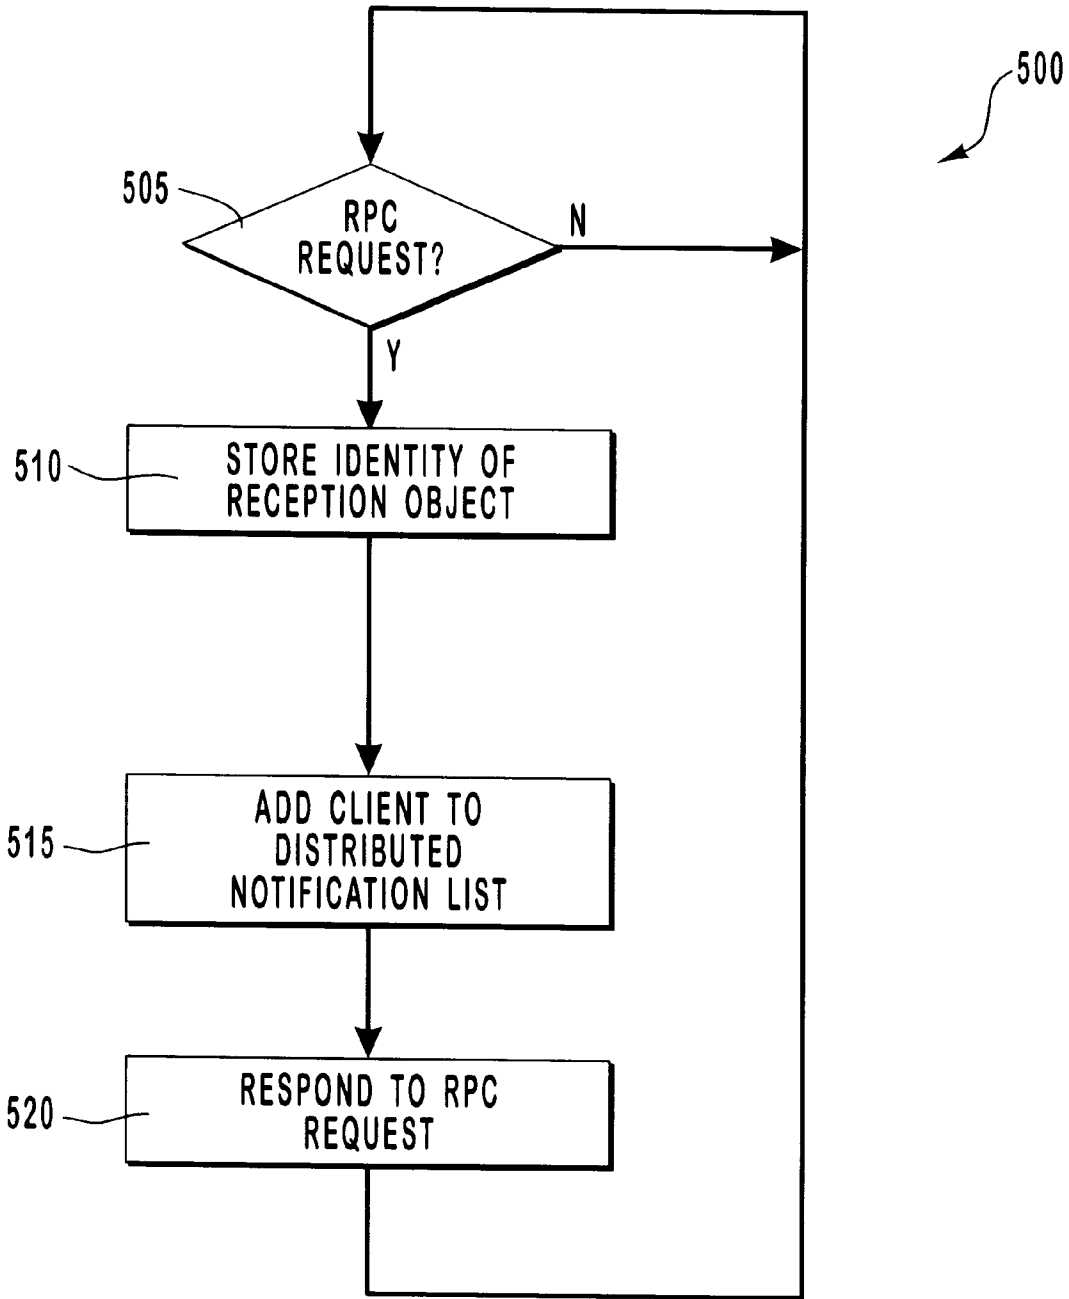 500
505
RPC
REQUEST?
N
Y
510
STORE IDENTITY OF
RECEPTION OBJECT
515
ADD CLIENT TO
DISTRIBUTED
NOTIFICATION LIST
520
RESPOND TO RPC
REQUEST